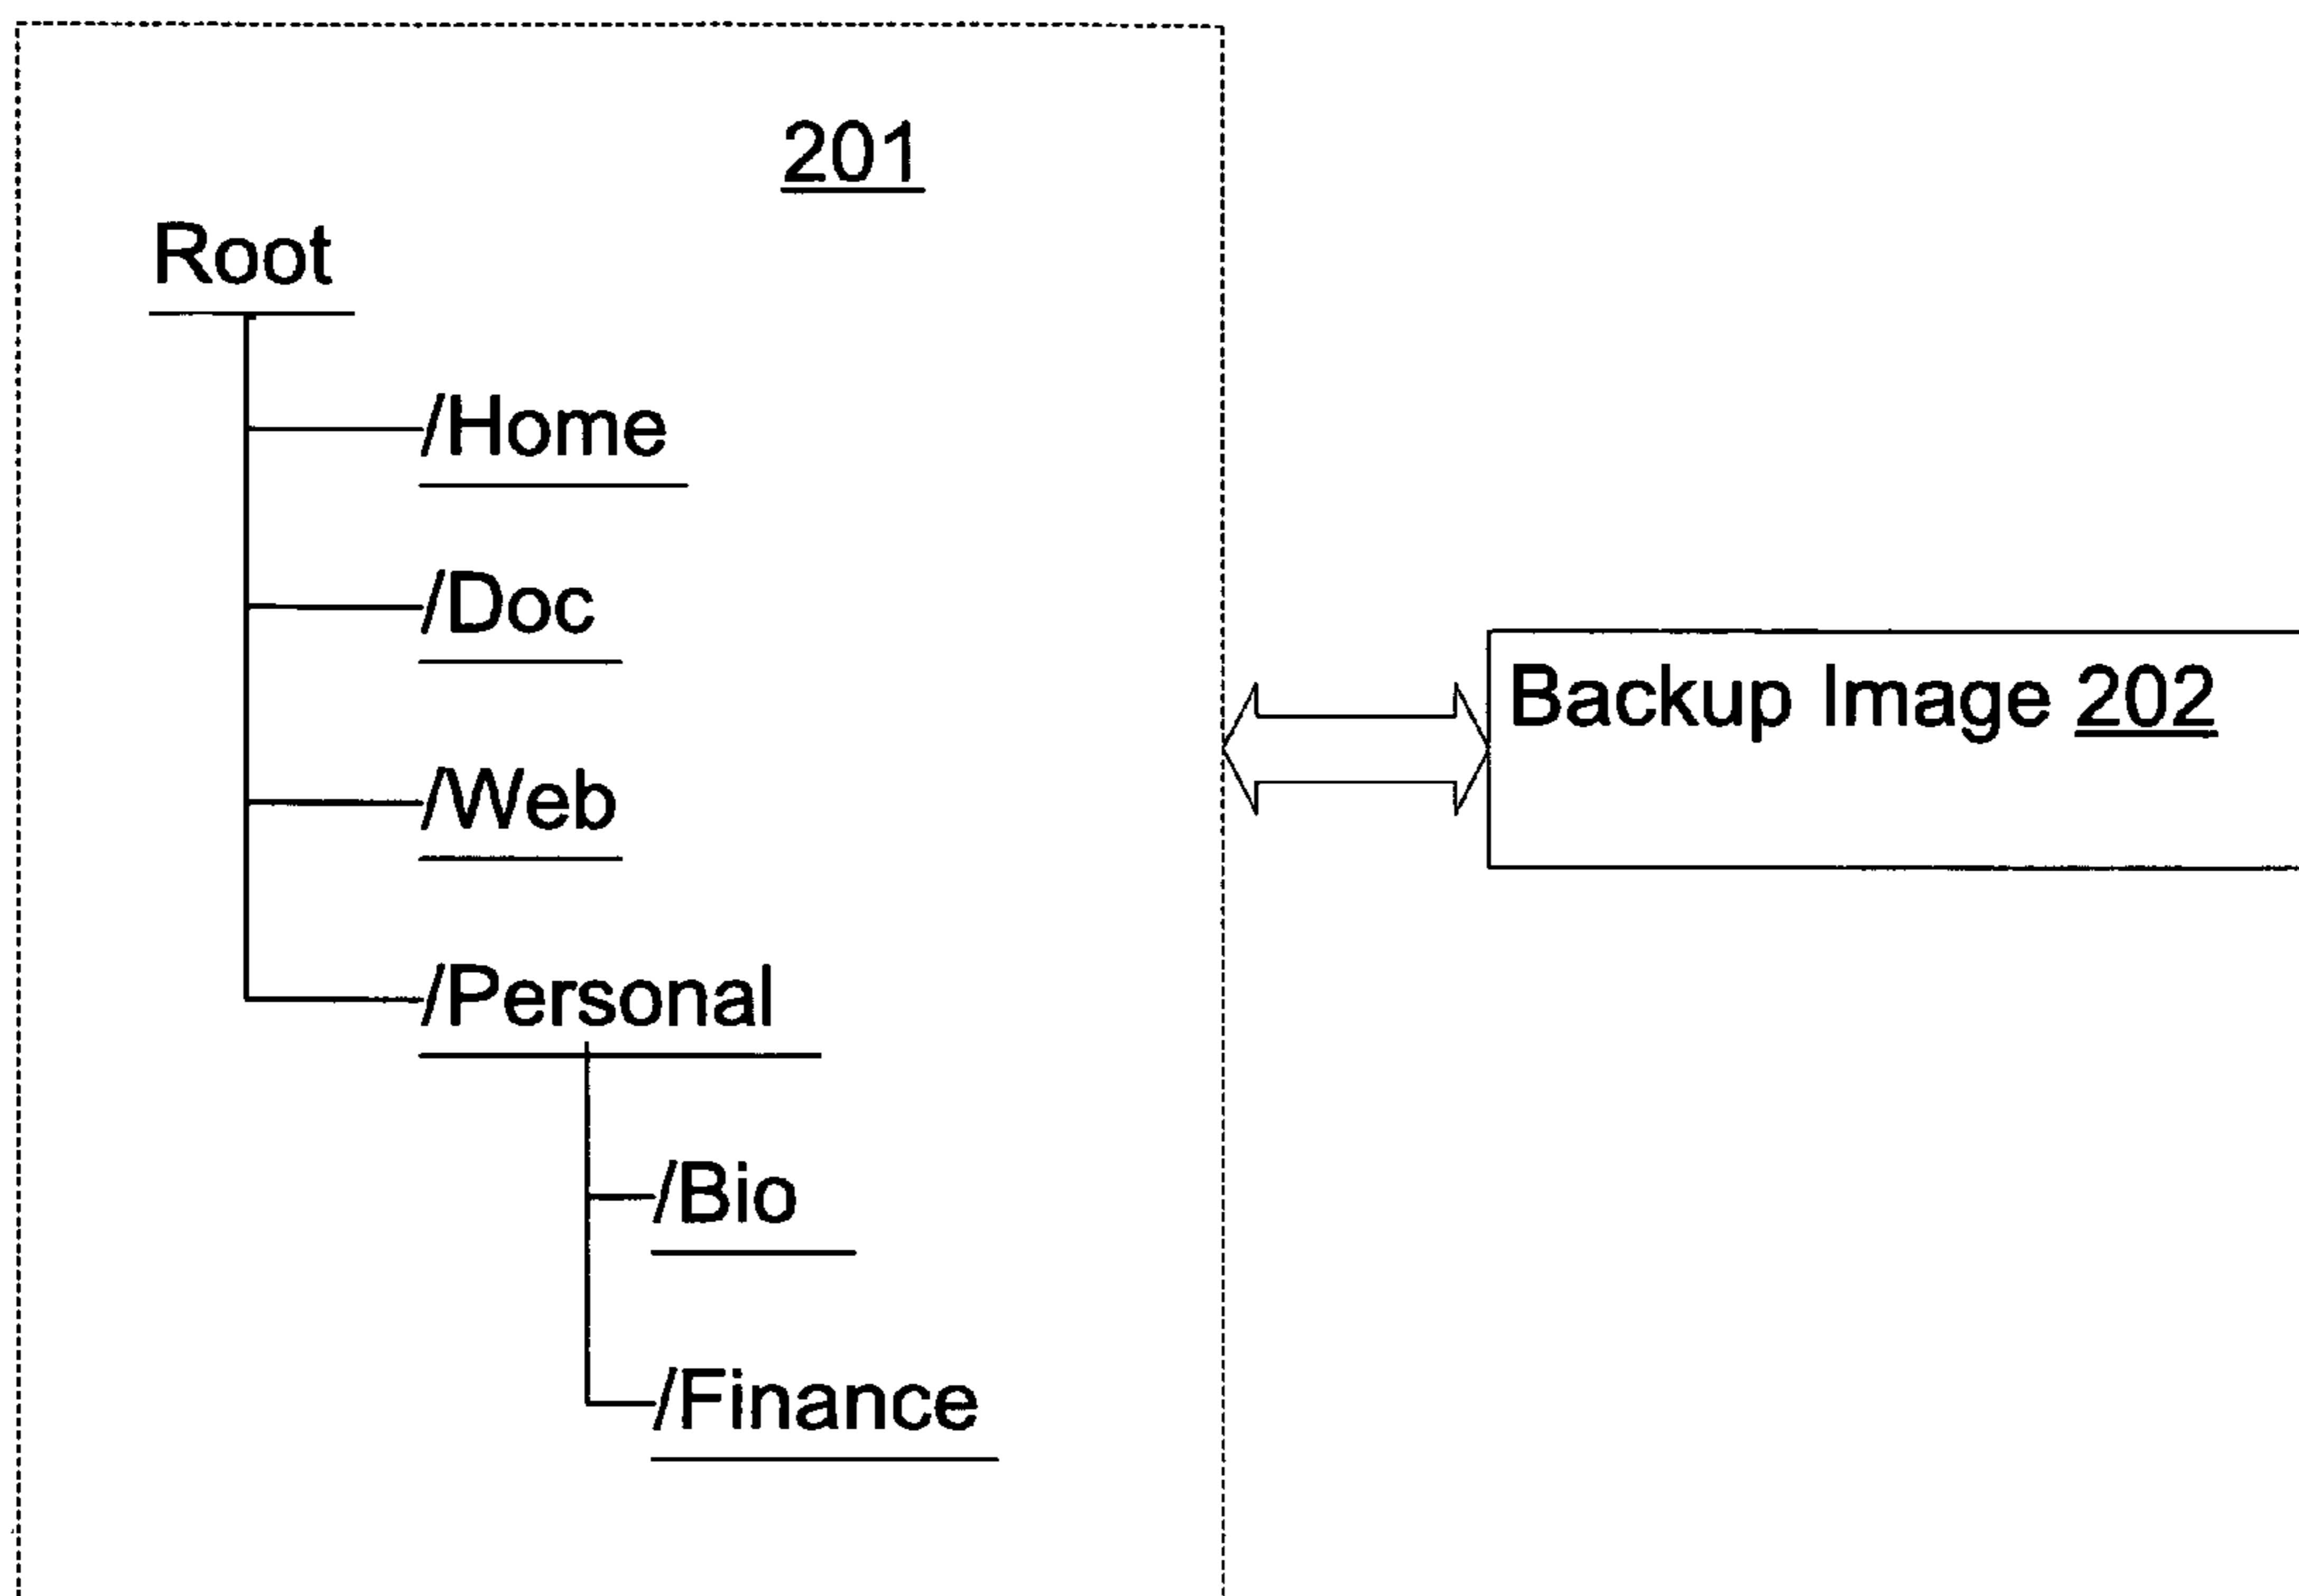 201
Root
/Home
/Doc
/Web
/Personal
/Bio
/Finance
Backup Image 202